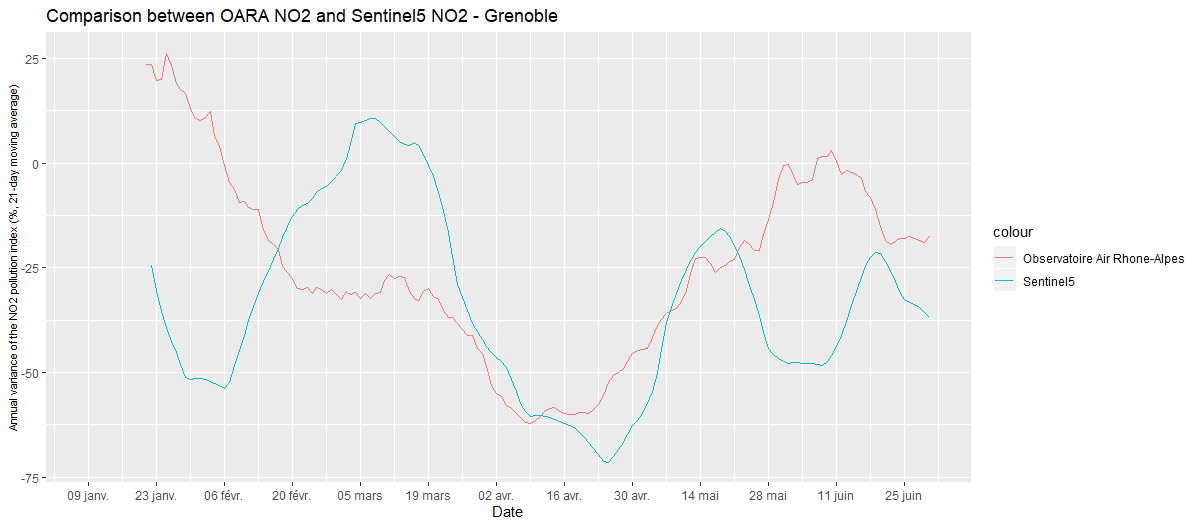 Comparison between OARA NO2 and Sentinel5 NO2 - Grenoble
Annual variance of the NO2 pollution index (%, 21-day moving average)
25
0
-25
-50
-75
09 janv. 23 janv. 06 févr. 20 févr. 05 mars 19 mars 02 avr. 16 avr. 30 avr. 14 mai 28 mai 11 juin 25 juin
Date
colour
Observatoire Air Rhone-Alpes
Sentinel5